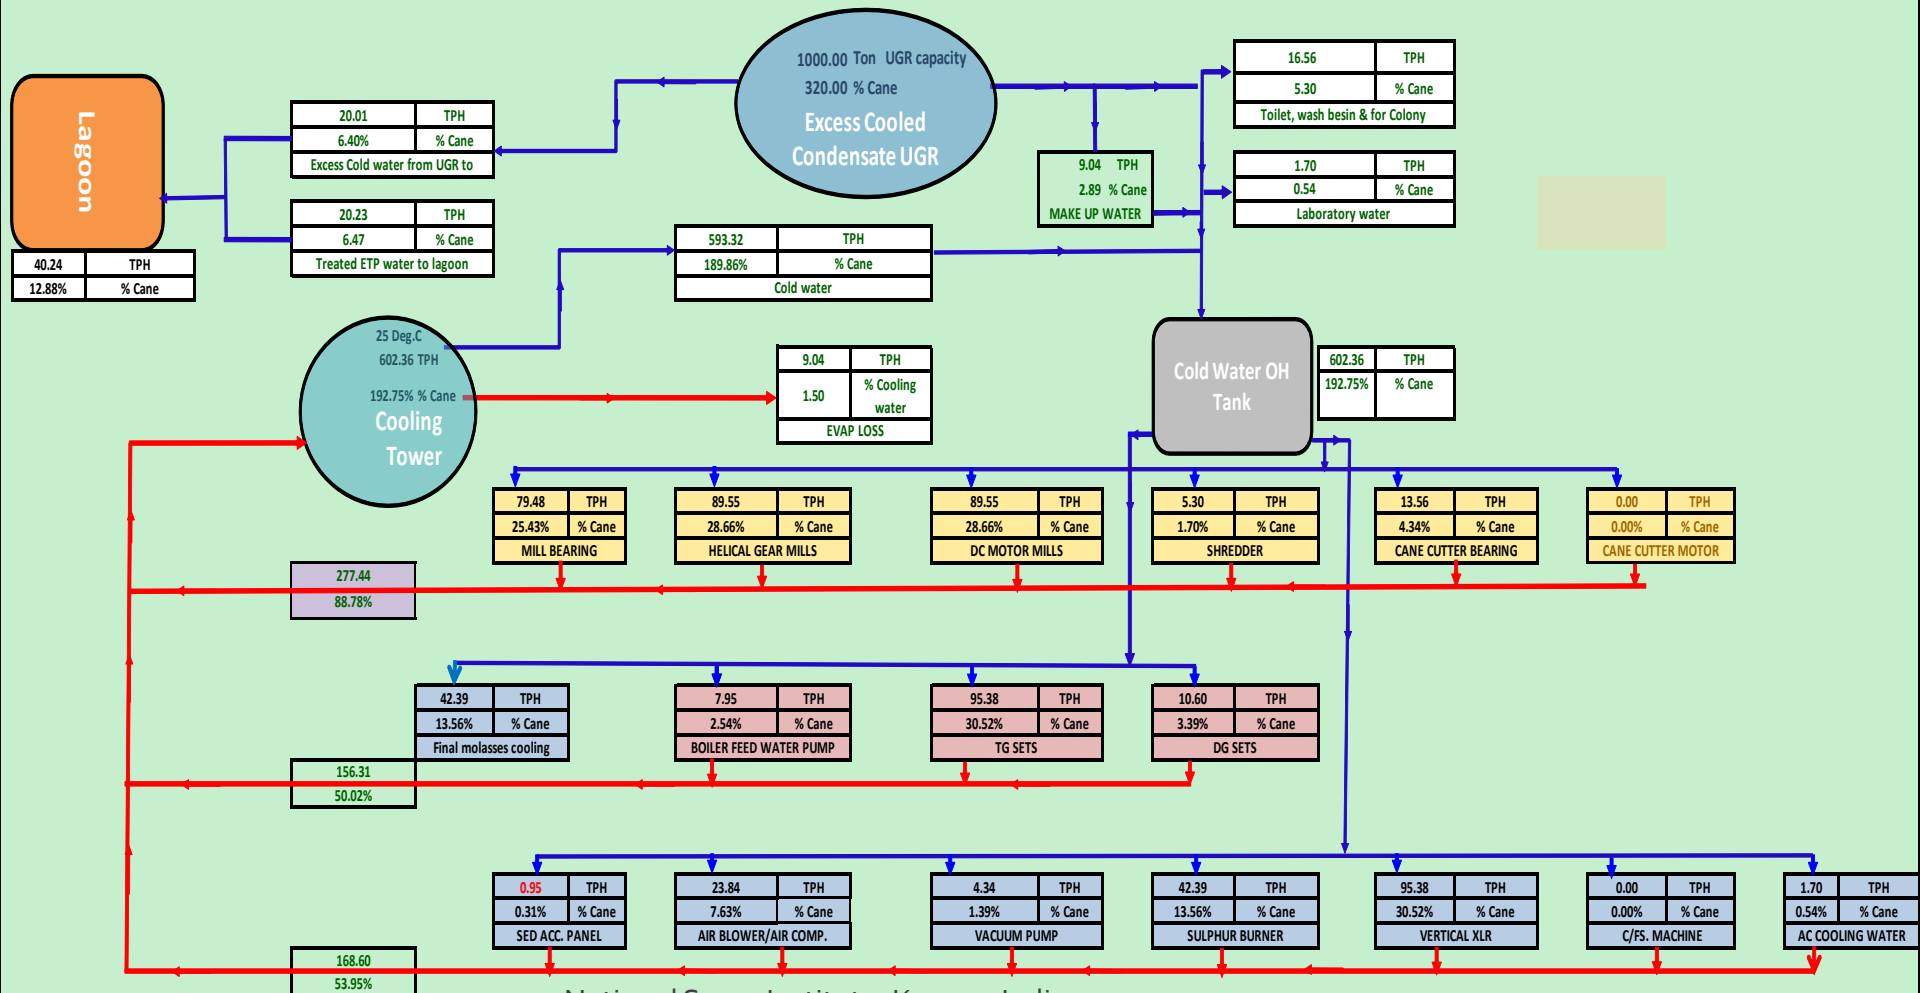 1000.00 Ton UGR capacity
320.00 % Cane
Excess Cooled
Condensate UGR
Lagoon
40.24 TPH
12.88% % Cane
20.01 TPH
6.40% % Cane
Excess Cold water from UGR to
20.23 TPH
6.47 % Cane
Treated ETP water to lagoon
16.56 TPH
5.30 % Cane
Toilet, wash besin & for Colony
9.04 TPH
2.89 % Cane
MAKE UP WATER
1.70 TPH
0.54 % Cane
Laboratory water
593.32 TPH
189.86% % Cane
Cold water
25 Deg.C
602.36 TPH
192.75% % Cane
Cooling
Tower
9.04 TPH
1.50 % Cooling
water
EVAP LOSS
Cold Water OH
Tank
602.36 TPH
192.75% % Cane
79.48 TPH
25.43% % Cane
MILL BEARING
89.55 TPH
28.66% % Cane
HELICAL GEAR MILLS
89.55 TPH
28.66% % Cane
DC MOTOR MILLS
5.30 TPH
1.70% % Cane
SHREDDER
13.56 TPH
4.34% % Cane
CANE CUTTER BEARING
0.00 TPH
0.00% % Cane
CANE CUTTER MOTOR
277.44
88.78%
42.39 TPH
13.56% % Cane
Final molasses cooling
7.95 TPH
2.54% % Cane
BOILER FEED WATER PUMP
95.38 TPH
30.52% % Cane
TG SETS
10.60 TPH
3.39% % Cane
DG SETS
156.31
50.02%
0.95 TPH
0.31% % Cane
SED ACC. PANEL
23.84 TPH
7.63% % Cane
AIR BLOWER/AIR COMP.
4.34 TPH
1.39% % Cane
VACUUM PUMP
42.39 TPH
13.56% % Cane
SULPHUR BURNER
95.38 TPH
30.52% % Cane
VERTICAL XLR
0.00 TPH
0.00% % Cane
C/FS. MACHINE
1.70 TPH
0.54% % Cane
AC COOLING WATER
168.60
53.95%